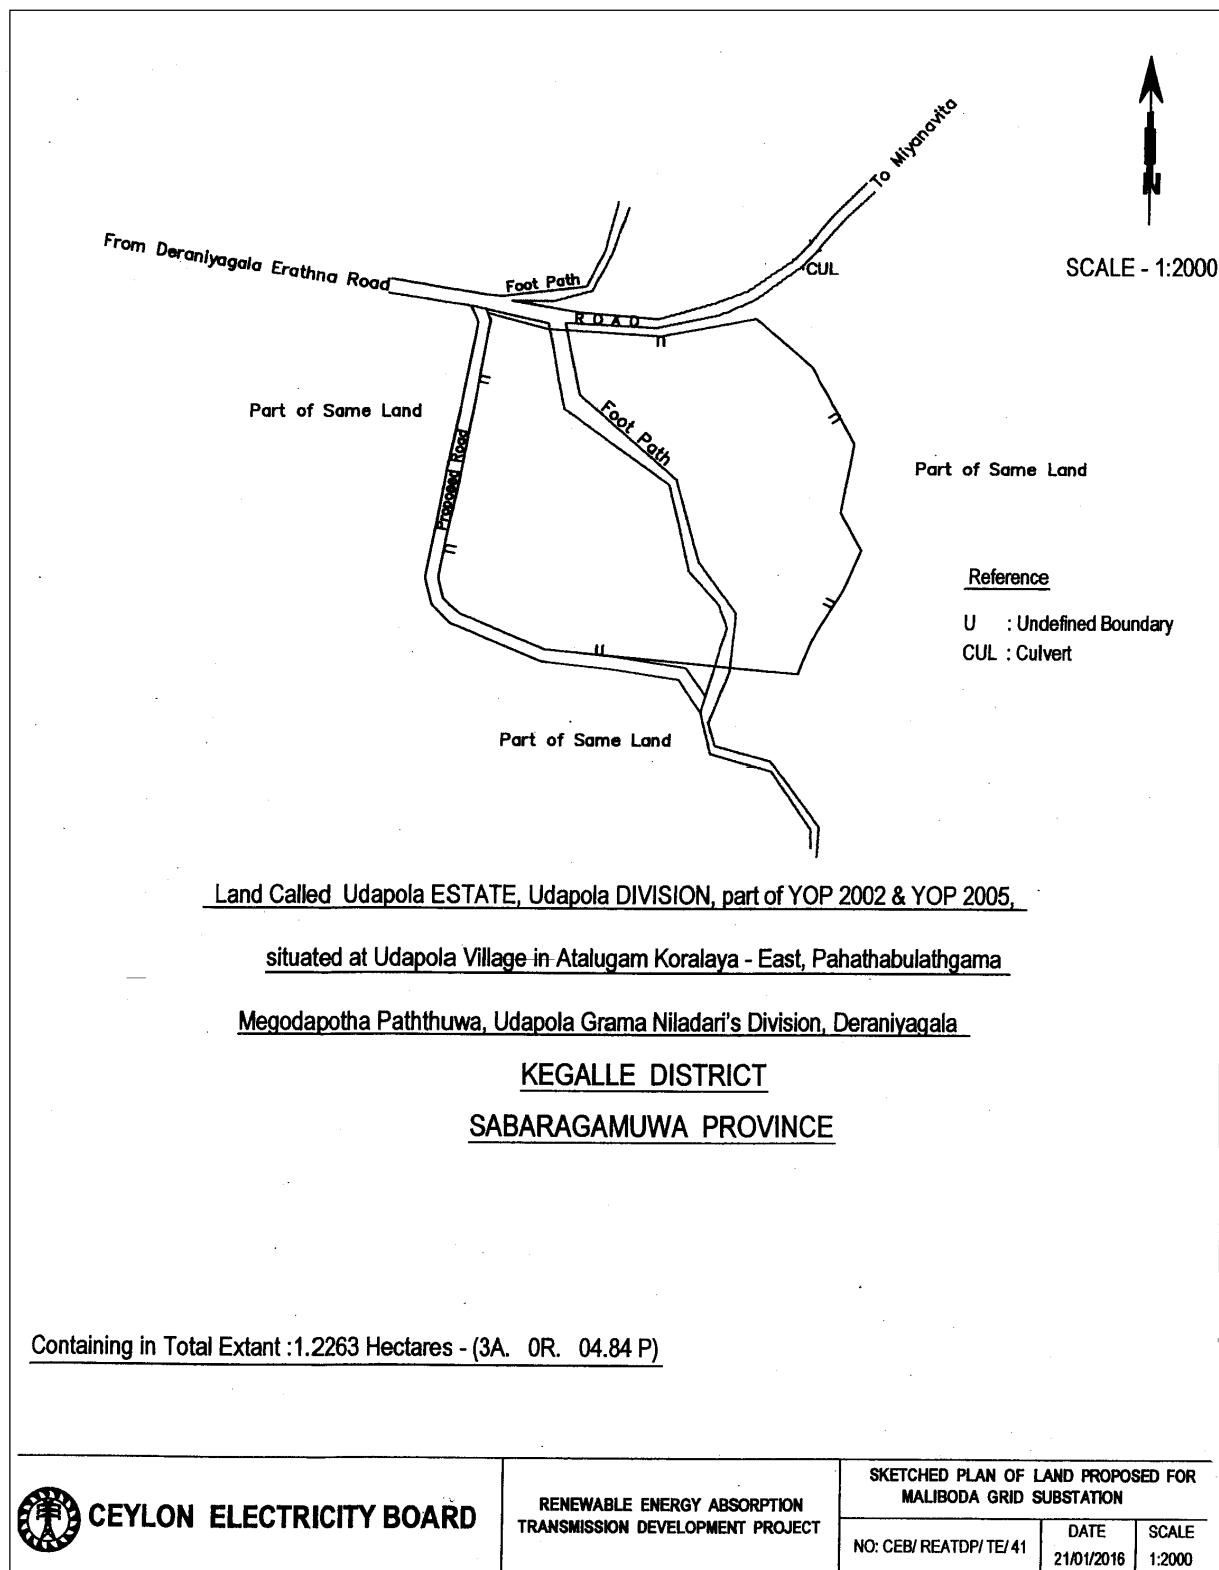 To Miyanavita
N
From Deraniyagala Erathna Road
Foot Path
CUL
SCALE - 1:2000
ROAD
U
U
Part of Same Land
Foot Path
U
Proposed Road
Part of Same Land
U
Reference
U : Undefined Boundary
CUL : Culvert
U
U
Part of Same Land
Land Called Udapola ESTATE, Udapola DIVISION, part of YOP 2002 & YOP 2005,
situated at Udapola Village in Atalugam Koralaya - East, Pahathabulathgama
Megodapotha Paththuwa, Udapola Grama Niladari's Division, Deraniyagala
KEGALLE DISTRICT
SABARAGAMUWA PROVINCE
Containing in Total Extant :1.2263 Hectares - (3A. 0R. 04.84 P)
CEYLON ELECTRICITY BOARD
RENEWABLE ENERGY ABSORPTION
TRANSMISSION DEVELOPMENT PROJECT
SKETCHED PLAN OF LAND PROPOSED FOR
MALIBODA GRID SUBSTATION
NO: CEB/ REATDP/ TE/ 41
DATE
21/01/2016
SCALE
1:2000